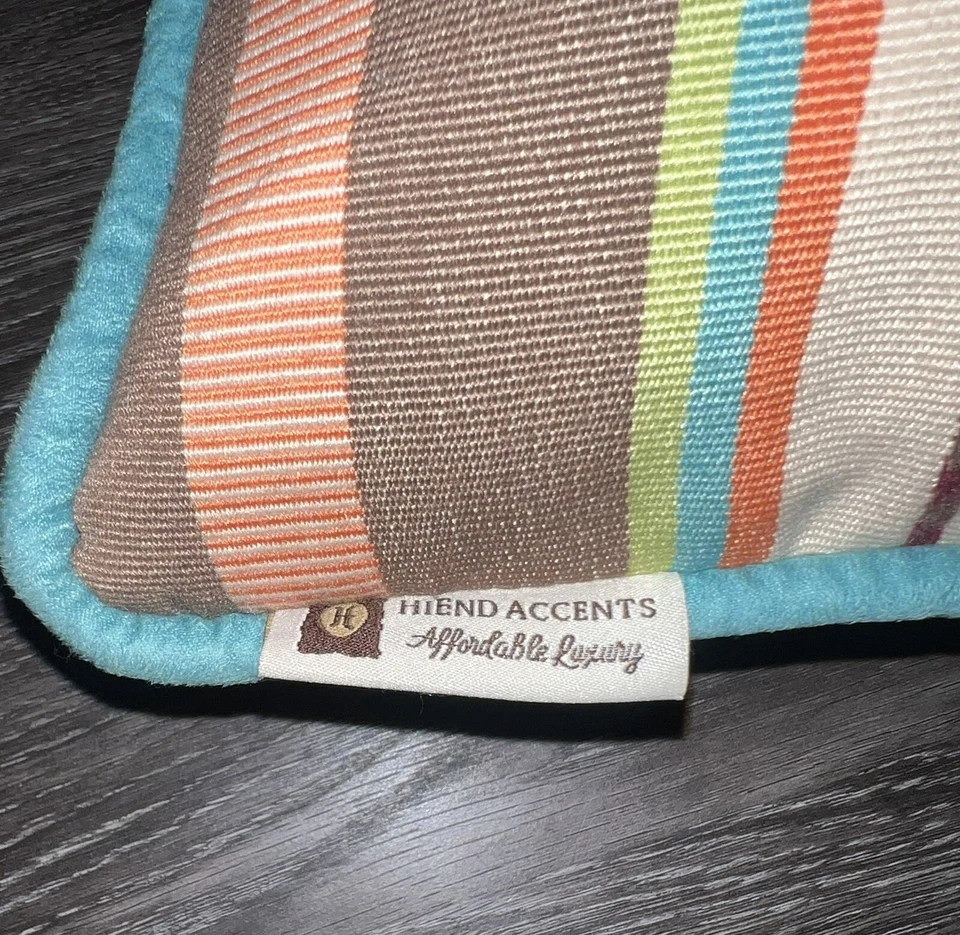 H
HIEND ACCENTS
Affordable Luxury